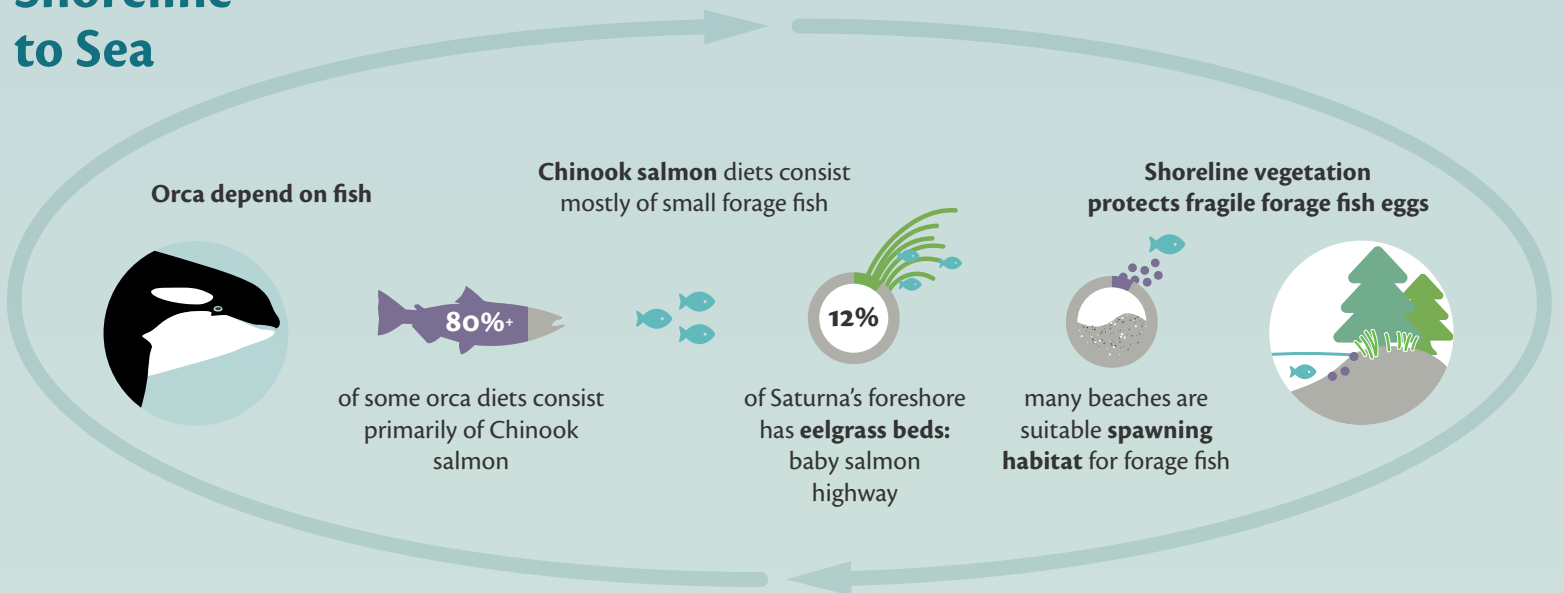 Shoreline
to Sea
Orca depend on fish
Chinook salmon diets consist
mostly of small forage fish
Shoreline vegetation
protects fragile forage fish eggs
80%+
of some orca diets consist
primarily of Chinook
salmon
12%
of Saturna's foreshore
has eelgrass beds:
baby salmon
highway
many beaches are
suitable spawning
habitat for forage fish